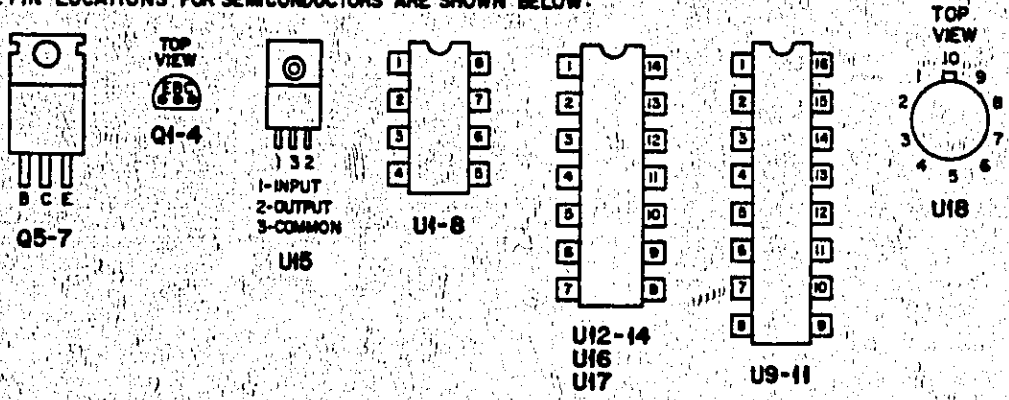 PIN LOCATIONS FOR SEMICONDUCTORS ARE SHOWN BELOW.
B C E
Q5-7
TOP
VIEW
EBC
Q1-4
1 3 2
1-INPUT
2-OUTPUT
3-COMMON
U15
1 8
2 7
3 6
4 5
U1-8
1 14
2 13
3 12
4 11
5 10
6 9
7 8
U12-14
U16
U17
1 16
2 15
3 14
4 13
5 12
6 11
7 10
8 9
U9-11
TOP
VIEW
10
1 9
2 8
3 7
4 6
5
U18